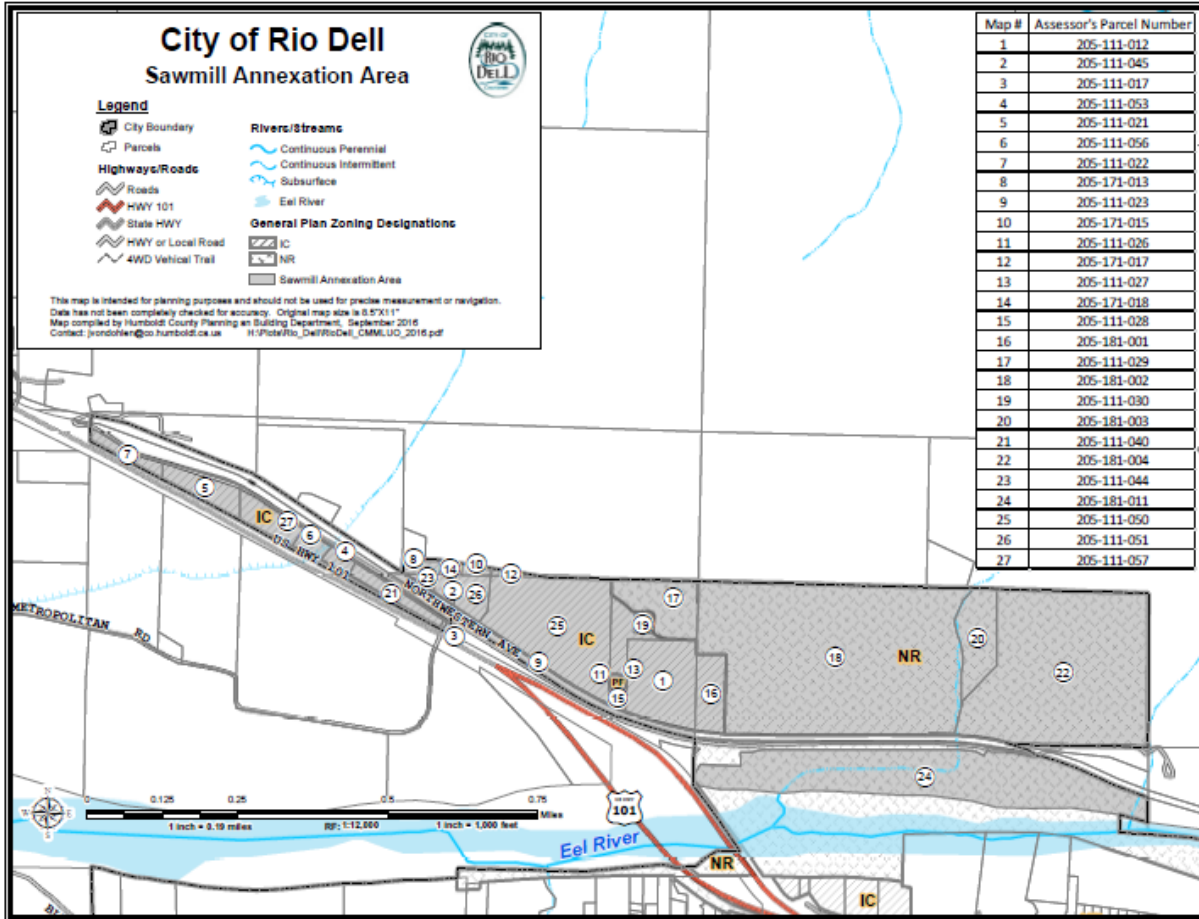 City of Rio Dell
Sawmill Annexation Area
CITY OF
RIO
DELL
Legend
City Boundary
Parcels
Highways/Roads
Roads
HWY 101
State HWY
HWY or Local Road
4WD Vehical Trail
Rivers/Streams
Continuous Perennial
Continuous Intermittent
Subsurface
Eel River
General Plan Zoning Designations
IC
NR
Sawmill Annexation Area
This map is intended for planning purposes and should not be used for precise measurement or navigation.
Data has not been completely checked for accuracy. Original map size is 8.5"X11"
Map compiled by Humboldt County Planning an Building Department, September 2016
Contact: jvondohlen@co.humboldt.ca.us H:\Plots\Rio_Dell\RioDell_CMMLUO_2016.pdf
Map # Assessor's Parcel Number
1 205-111-012
2 205-111-045
3 205-111-017
4 205-111-053
5 205-111-021
6 205-111-056
7 205-111-022
8 205-171-013
9 205-111-023
10 205-171-015
11 205-111-026
12 205-171-017
13 205-111-027
14 205-171-018
15 205-111-028
16 205-181-001
17 205-111-029
18 205-181-002
19 205-111-030
20 205-181-003
21 205-111-040
22 205-181-004
23 205-111-044
24 205-181-011
25 205-111-050
26 205-111-051
27 205-111-057
7
5
IC
27
6
4
US HWY 101
21
8
14
10
12
23
2
26
NORTHWESTERN AVE
3
9
25
IC
17
19
11
13
1
PF
15
16
18
NR
20
22
24
METROPOLITAN RD
N
W E
S
0 0.125 0.25 0.5 0.75
Miles
1 inch = 0.19 miles RF: 1:12,000 1 inch = 1,000 feet
101
Eel River
NR
IC